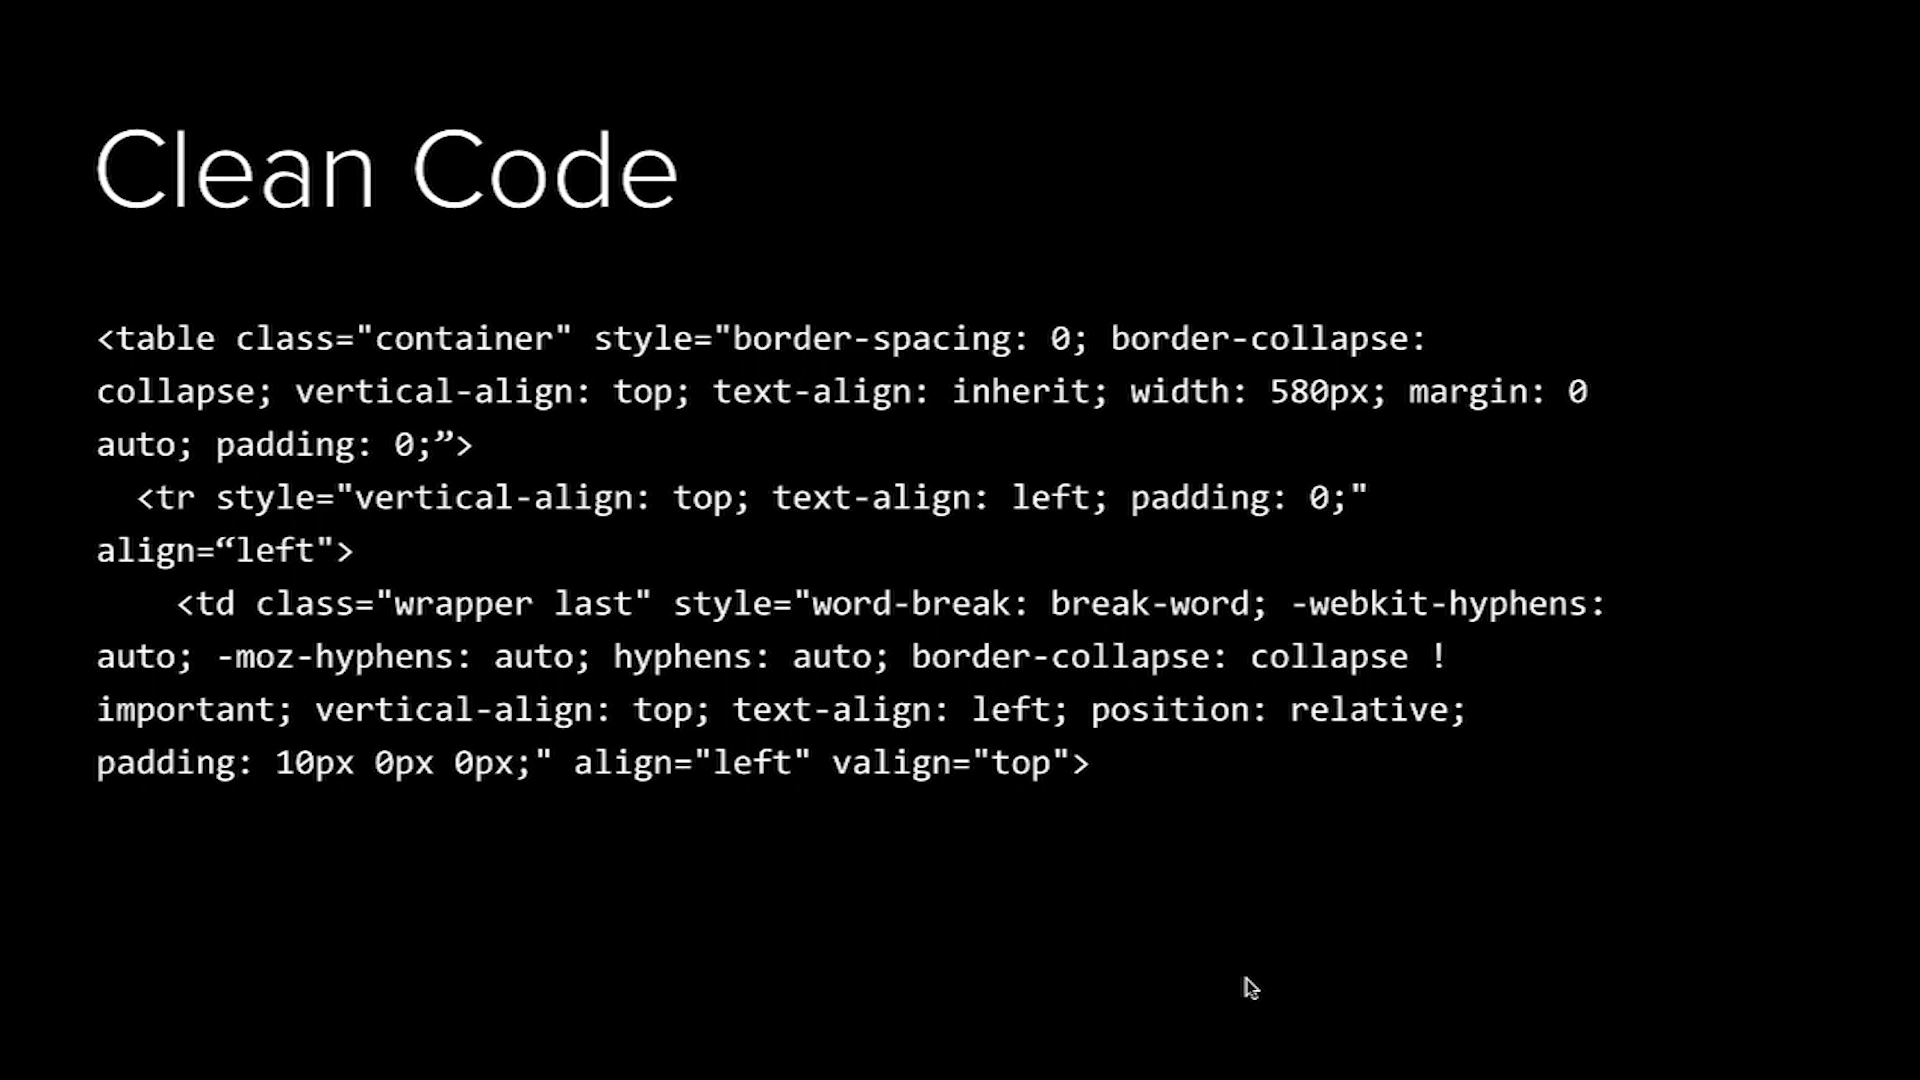 Clean Code
<table class="container" style="border-spacing: 0; border-collapse:
collapse; vertical-align: top; text-align: inherit; width: 580px; margin: 0
auto; padding: 0;”>
  <tr style="vertical-align: top; text-align: left; padding: 0;"
align=“left">
    <td class="wrapper last" style="word-break: break-word; -webkit-hyphens:
auto; -moz-hyphens: auto; hyphens: auto; border-collapse: collapse !
important; vertical-align: top; text-align: left; position: relative;
padding: 10px 0px 0px;" align="left" valign="top">